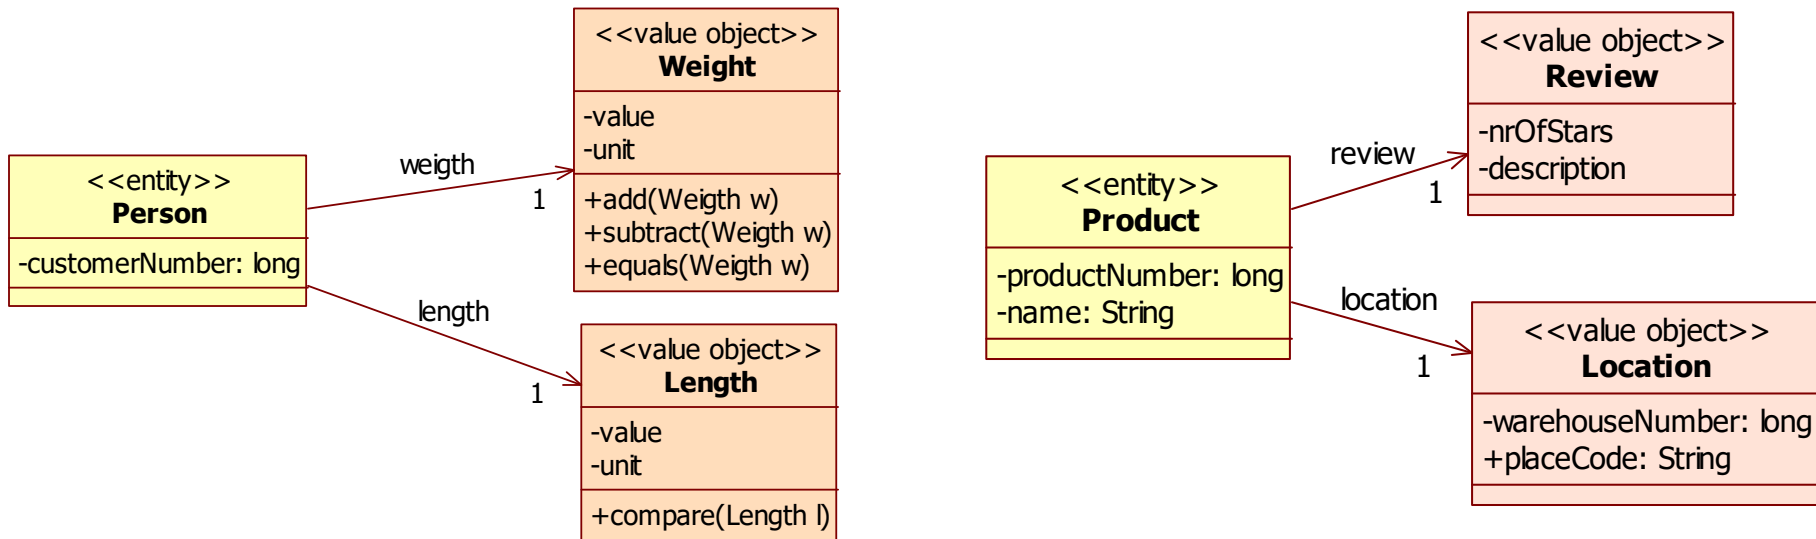 <<entity>>
Person
-customerNumber: long
weigth
1
length
1
<<value object>>
Weight
-value
-unit
+add(Weigth w)
+subtract(Weigth w)
+equals(Weigth w)
<<value object>>
Length
-value
-unit
+compare(Length l)
<<entity>>
Product
-productNumber: long
-name: String
review
1
location
1
<<value object>>
Review
-nrOfStars
-description
<<value object>>
Location
-warehouseNumber: long
+placeCode: String